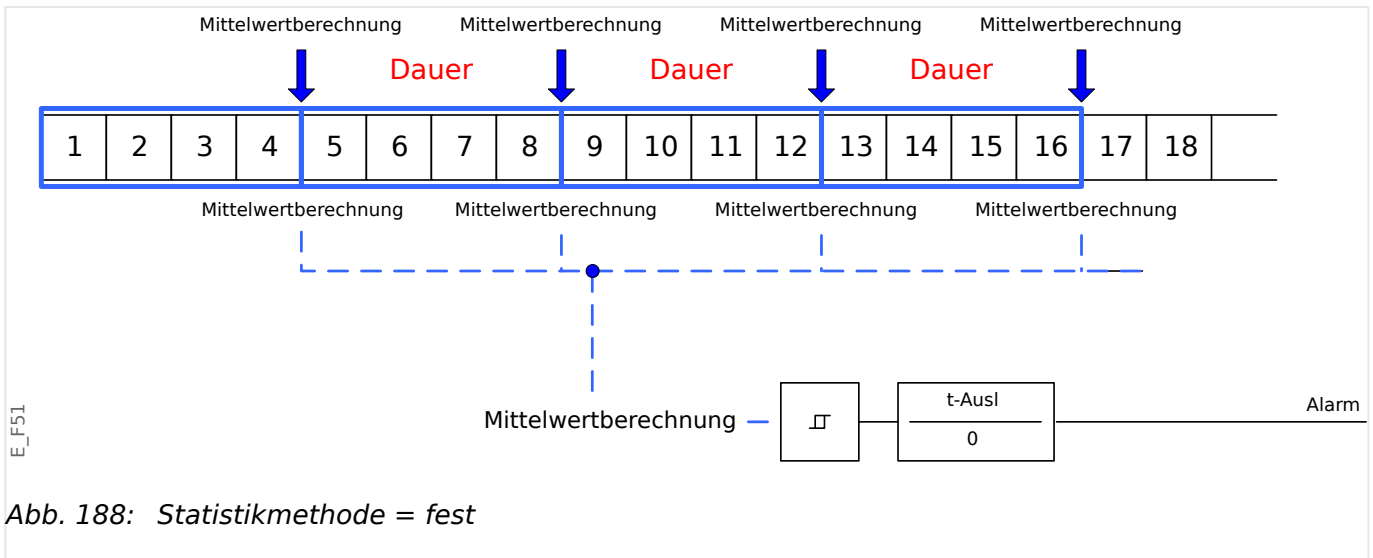 Mittelwertberechnung Mittelwertberechnung Mittelwertberechnung Mittelwertberechnung
Dauer Dauer Dauer
1 2 3 4 5 6 7 8 9 10 11 12 13 14 15 16 17 18
Mittelwertberechnung Mittelwertberechnung Mittelwertberechnung Mittelwertberechnung
t-Ausl
Mittelwertberechnung
0
Alarm
E_F51
Abb. 188: Statistikmethode = fest